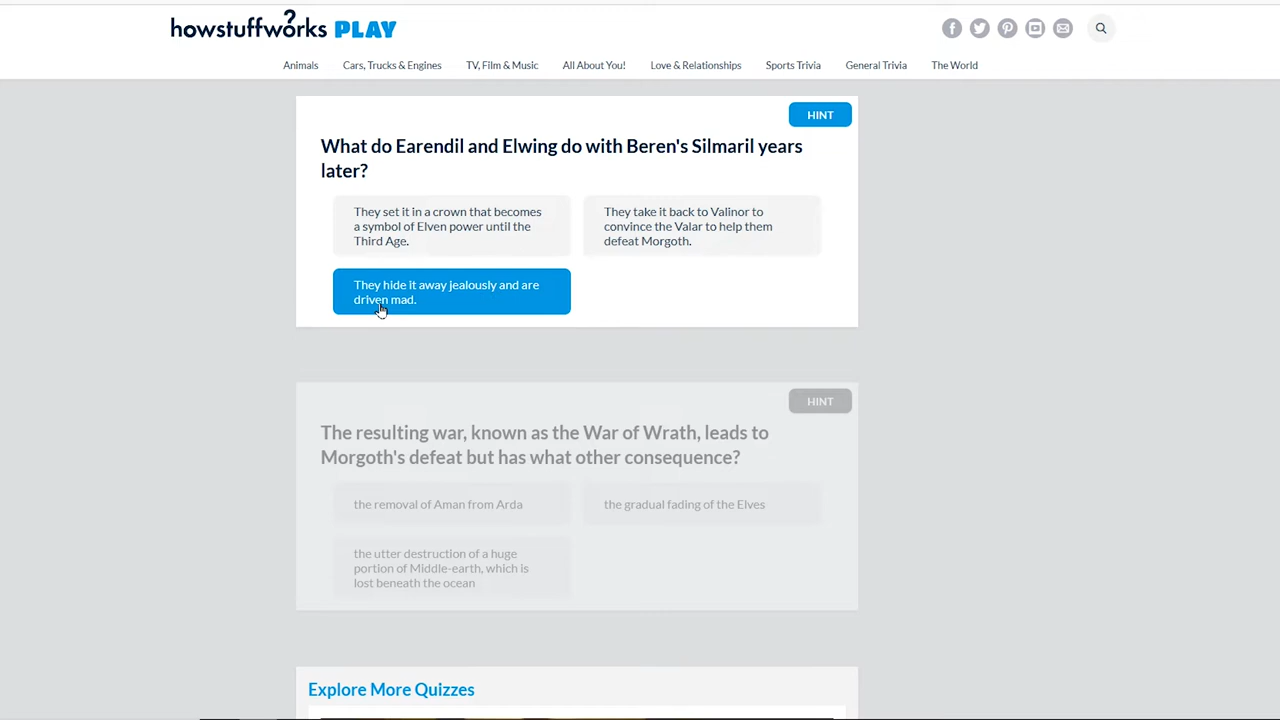 howstuffworks PLAY
Animals Cars, Trucks & Engines TV, Film & Music All About You! Love & Relationships Sports Trivia General Trivia The World
HINT
What do Earendil and Elwing do with Beren's Silmaril years
later?
They set it in a crown that becomes
a symbol of Elven power until the
Third Age.
They take it back to Valinor to
convince the Valar to help them
defeat Morgoth.
They hide it away jealously and are
driven mad.
HINT
The resulting war, known as the War of Wrath, leads to
Morgoth's defeat but has what other consequence?
the removal of Aman from Arda
the gradual fading of the Elves
the utter destruction of a huge
portion of Middle-earth, which is
lost beneath the ocean
Explore More Quizzes